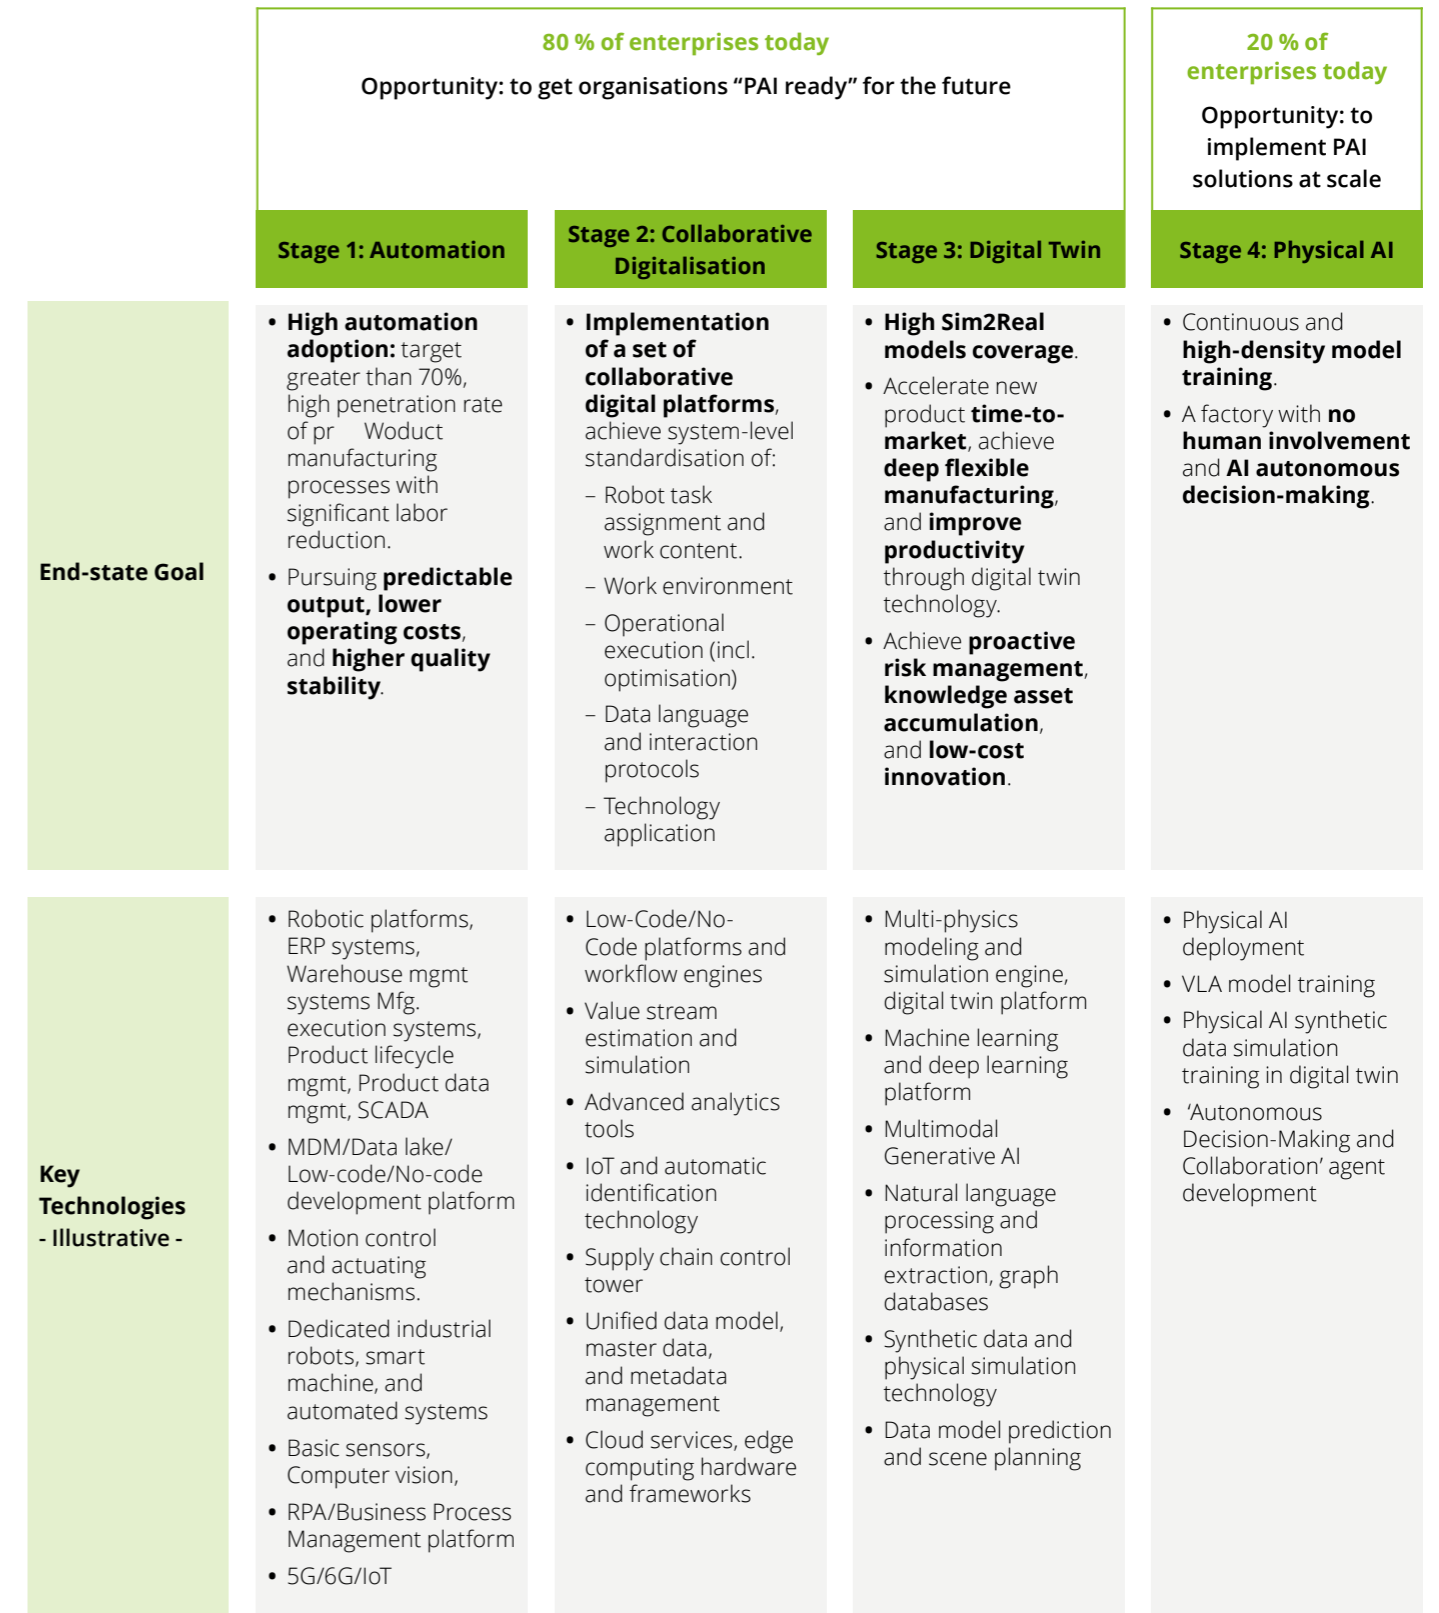 80 % of enterprises today
Opportunity: to get organisations “PAI ready” for the future
20 % of
enterprises today
Opportunity: to
implement PAI
solutions at scale
Stage 1: Automation
Stage 2: Collaborative
Digitalisation
Stage 3: Digital Twin
Stage 4: Physical AI
End-state Goal
• High automation
adoption: target
greater than 70%,
high penetration rate
of pr Woduct
manufacturing
processes with
significant labor
reduction.
• Pursuing predictable
output, lower
operating costs,
and higher quality
stability.
• Implementation
of a set of
collaborative
digital platforms,
achieve system-level
standardisation of:
– Robot task
assignment and
work content.
– Work environment
– Operational
execution (incl.
optimisation)
– Data language
and interaction
protocols
– Technology
application
• High Sim2Real
models coverage.
• Accelerate new
product time-to-
market, achieve
deep flexible
manufacturing,
and improve
productivity
through digital twin
technology.
• Achieve proactive
risk management,
knowledge asset
accumulation,
and low-cost
innovation.
• Continuous and
high-density model
training.
• A factory with no
human involvement
and AI autonomous
decision-making.
Key
Technologies
- Illustrative -
• Robotic platforms,
ERP systems,
Warehouse mgmt
systems Mfg.
execution systems,
Product lifecycle
mgmt, Product data
mgmt, SCADA
• MDM/Data lake/
Low-code/No-code
development platform
• Motion control
and actuating
mechanisms.
• Dedicated industrial
robots, smart
machine, and
automated systems
• Basic sensors,
Computer vision,
• RPA/Business Process
Management platform
• 5G/6G/IoT
• Low-Code/No-
Code platforms and
workflow engines
• Value stream
estimation and
simulation
• Advanced analytics
tools
• IoT and automatic
identification
technology
• Supply chain control
tower
• Unified data model,
master data,
and metadata
management
• Cloud services, edge
computing hardware
and frameworks
• Multi-physics
modeling and
simulation engine,
digital twin platform
• Machine learning
and deep learning
platform
• Multimodal
Generative AI
• Natural language
processing and
information
extraction, graph
databases
• Synthetic data and
physical simulation
technology
• Data model prediction
and scene planning
• Physical AI
deployment
• VLA model training
• Physical AI synthetic
data simulation
training in digital twin
• ‘Autonomous
Decision-Making and
Collaboration’ agent
development